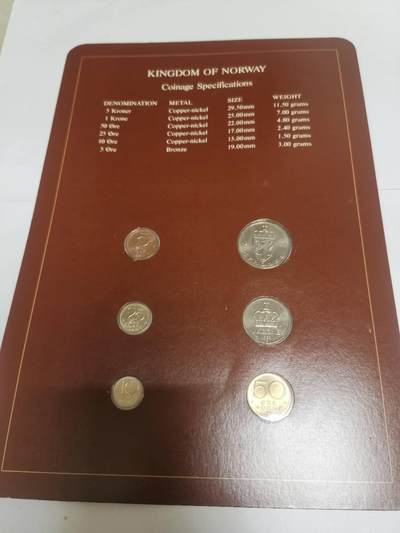 KINGDOM OF NORWAY
Coinage Specifications
DENOMINATION METAL SIZE WEIGHT
5 Kroner Copper-nickel 29.50mm 11.50 grams
1 Krone Copper-nickel 25.00mm 7.00 grams
50 Øre Copper-nickel 22.00mm 4.80 grams
25 Øre Copper-nickel 17.00mm 2.40 grams
10 Øre Copper-nickel 15.00mm 1.50 grams
5 Øre Bronze 19.00mm 3.00 grams
10
50
ØRE